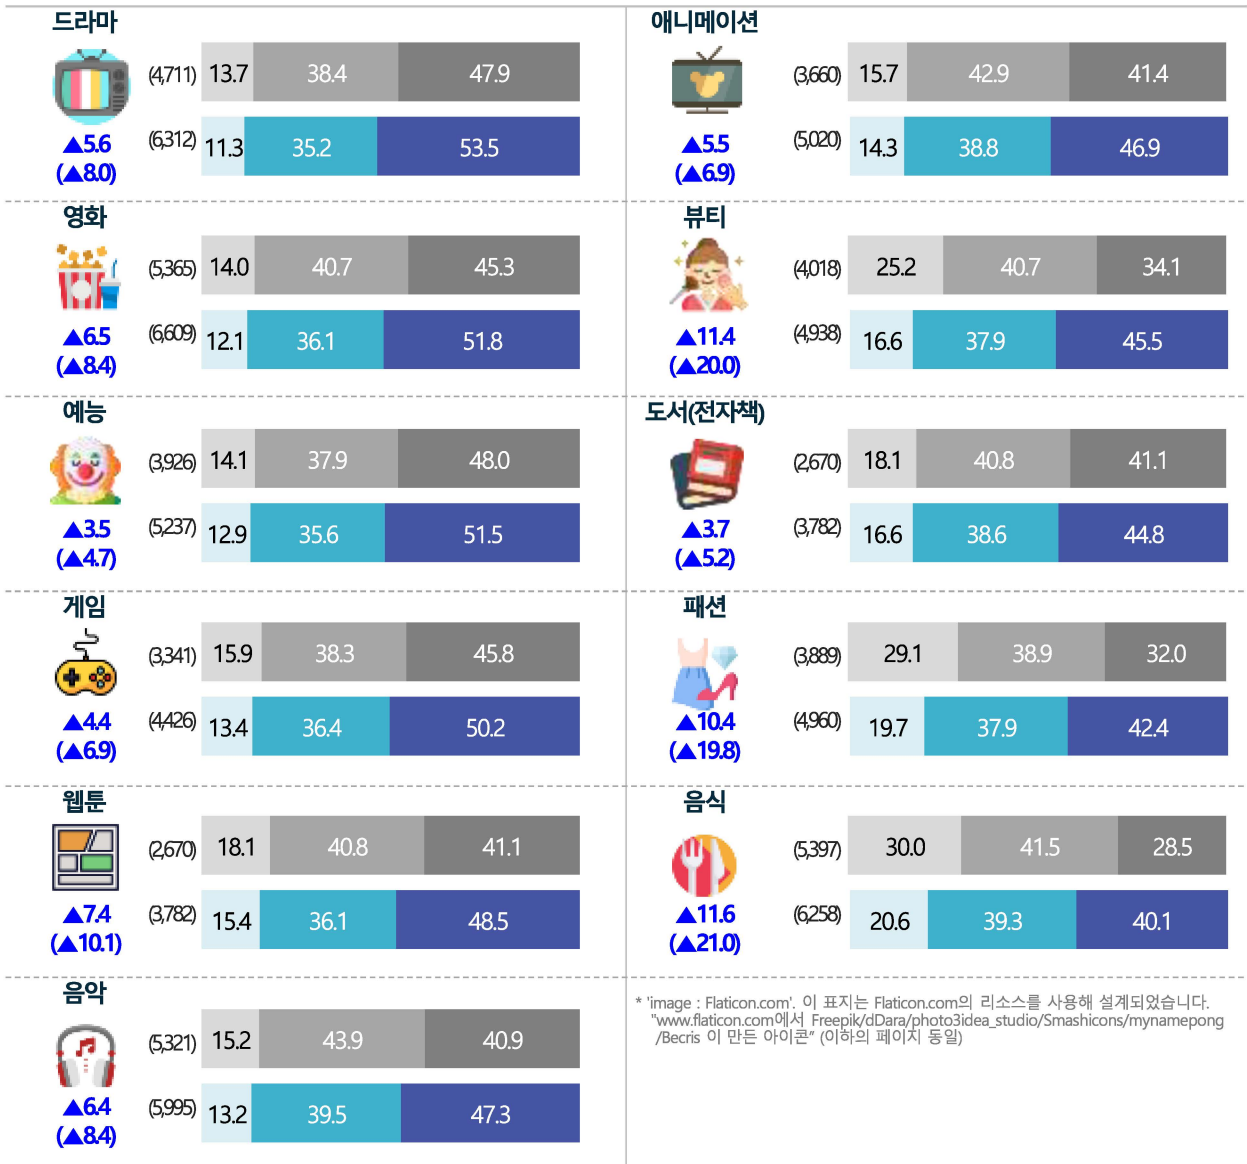 드라마
(4,711) 13.7 38.4 47.9
▲5.6
(▲8.0)
(6,312) 11.3 35.2 53.5
영화
(5,365) 14.0 40.7 45.3
▲6.5
(▲8.4)
(6,609) 12.1 36.1 51.8
예능
(3,926) 14.1 37.9 48.0
▲3.5
(▲4.7)
(5,237) 12.9 35.6 51.5
게임
(3,341) 15.9 38.3 45.8
▲4.4
(▲6.9)
(4,426) 13.4 36.4 50.2
웹툰
(2,670) 18.1 40.8 41.1
▲7.4
(▲10.1)
(3,782) 15.4 36.1 48.5
음악
(5,321) 15.2 43.9 40.9
▲6.4
(▲8.4)
(5,995) 13.2 39.5 47.3
애니메이션
(3,660) 15.7 42.9 41.4
▲5.5
(▲6.9)
(5,020) 14.3 38.8 46.9
뷰티
(4,018) 25.2 40.7 34.1
▲11.4
(▲20.0)
(4,938) 16.6 37.9 45.5
도서(전자책)
(2,670) 18.1 40.8 41.1
▲3.7
(▲5.2)
(3,782) 16.6 38.6 44.8
패션
(3,889) 29.1 38.9 32.0
▲10.4
(▲19.8)
(4,960) 19.7 37.9 42.4
음식
(5,397) 30.0 41.5 28.5
▲11.6
(▲21.0)
(6,258) 20.6 39.3 40.1
* 'image : Flaticon.com'. 이 표지는 Flaticon.com의 리소스를 사용해 설계되었습니다.
"www.flaticon.com에서 Freepik/dDara/photo3idea_studio/Smashicons/mynamepong
/Becris 이 만든 아이콘" (이하의 페이지 동일)